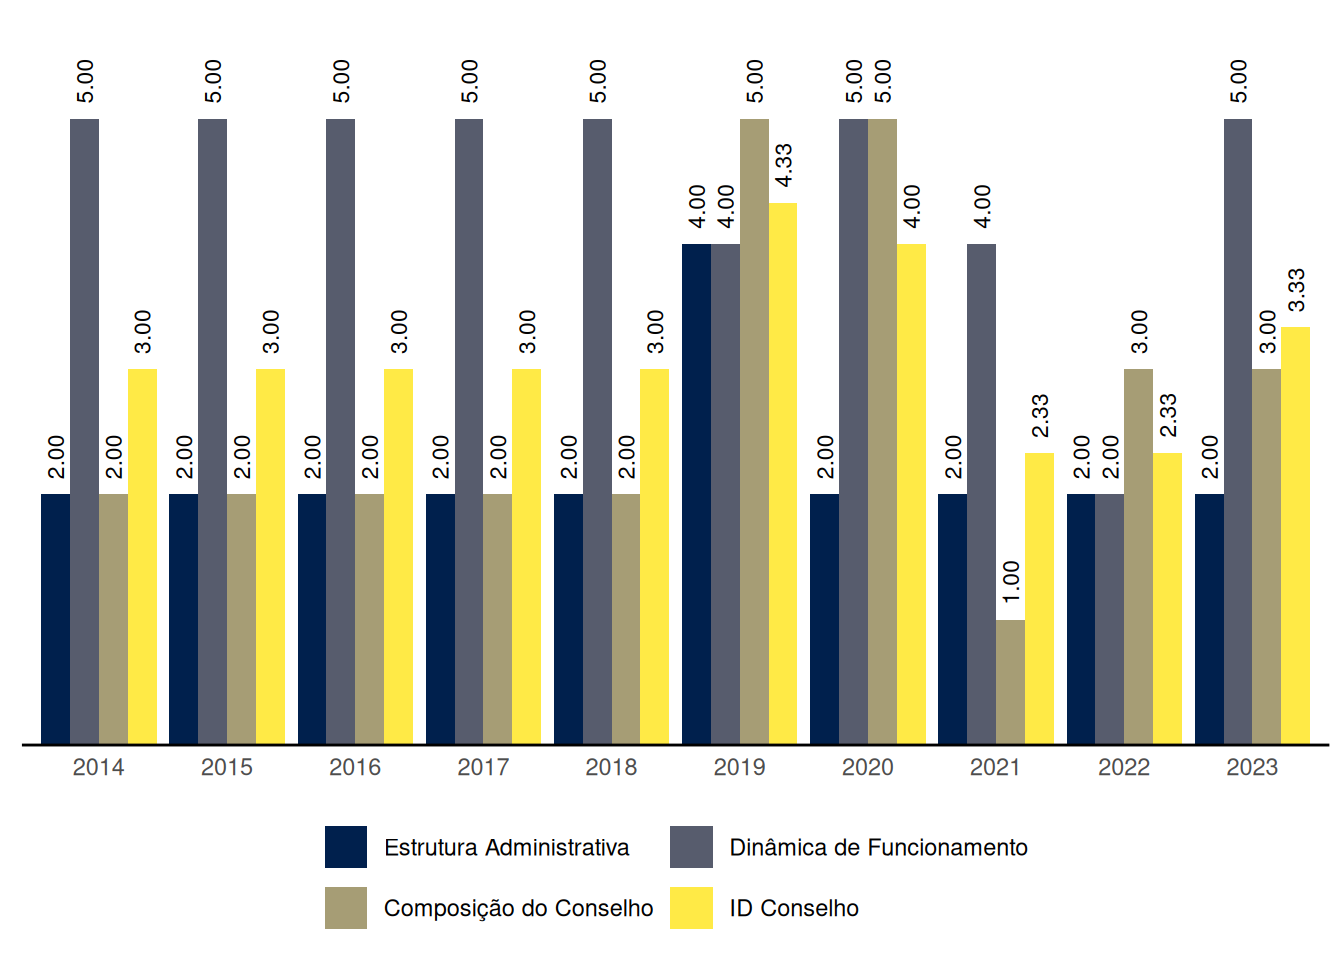 5.00 5.00 5.00 5.00 5.00 5.00 5.00 5.00 5.00
4.33
4.00 4.00 4.00 4.00
3.33
3.00 3.00 3.00 3.00 3.00 3.00 3.00
2.33 2.33
2.00 2.00 2.00 2.00 2.00 2.00 2.00 2.00 2.00 2.00 2.00 2.00 2.00 2.00 2.00
1.00
2014 2015 2016 2017 2018 2019 2020 2021 2022 2023
Estrutura Administrativa Dinâmica de Funcionamento
Composição do Conselho ID Conselho